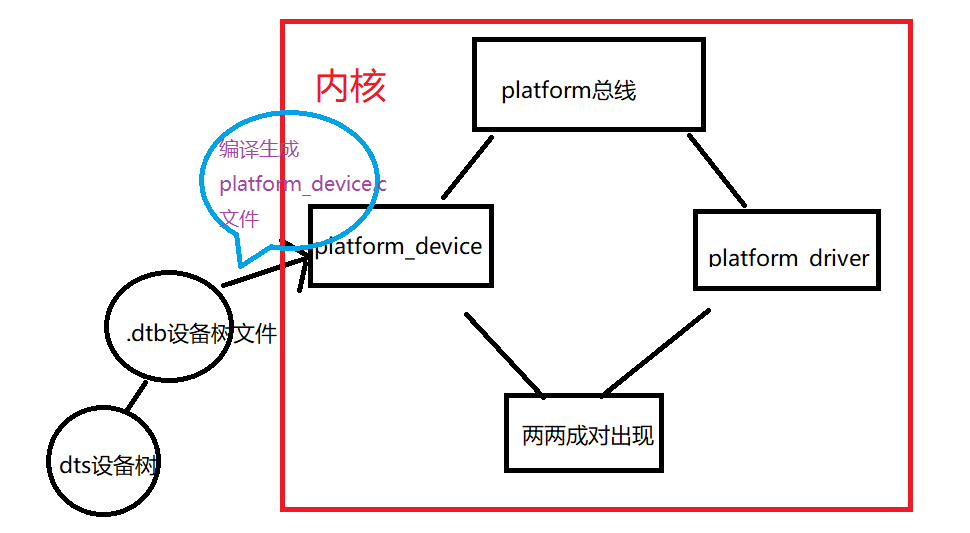 内核
platform总线
编译生成
platform_device.c
文件
platform_device
platform_driver
.dtb设备树文件
两两成对出现
dts设备树